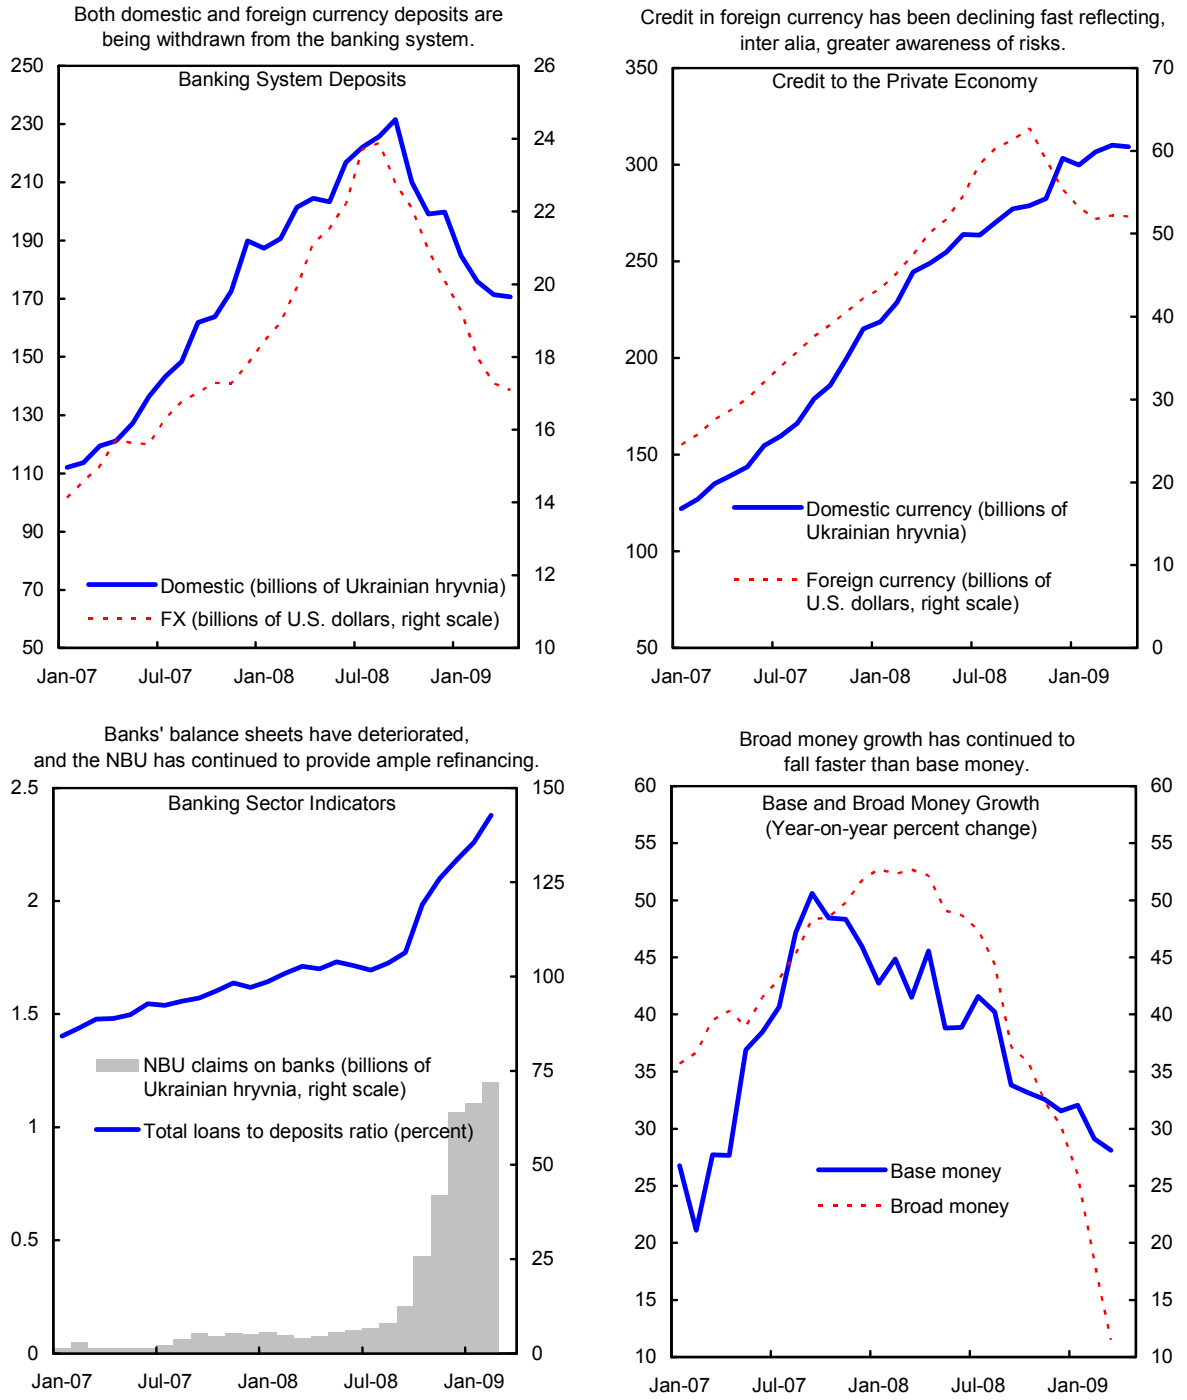 Both domestic and foreign currency deposits are
being withdrawn from the banking system.
Banking System Deposits
250
230
210
190
170
150
130
110
90
70
50
26
24
22
20
18
16
14
12
10
Domestic (billions of Ukrainian hryvnia)
FX (billions of U.S. dollars, right scale)
Jan-07 Jul-07 Jan-08 Jul-08 Jan-09
Credit in foreign currency has been declining fast reflecting,
inter alia, greater awareness of risks.
Credit to the Private Economy
350
300
250
200
150
100
50
70
60
50
40
30
20
10
0
Domestic currency (billions of
Ukrainian hryvnia)
Foreign currency (billions of
U.S. dollars, right scale)
Jan-07 Jul-07 Jan-08 Jul-08 Jan-09
Banks' balance sheets have deteriorated,
and the NBU has continued to provide ample refinancing.
Banking Sector Indicators
2.5
2
1.5
1
0.5
0
150
125
100
75
50
25
0
NBU claims on banks (billions of
Ukrainian hryvnia, right scale)
Total loans to deposits ratio (percent)
Jan-07 Jul-07 Jan-08 Jul-08 Jan-09
Broad money growth has continued to
fall faster than base money.
Base and Broad Money Growth
(Year-on-year percent change)
60
55
50
45
40
35
30
25
20
15
10
60
55
50
45
40
35
30
25
20
15
10
Base money
Broad money
Jan-07 Jul-07 Jan-08 Jul-08 Jan-09